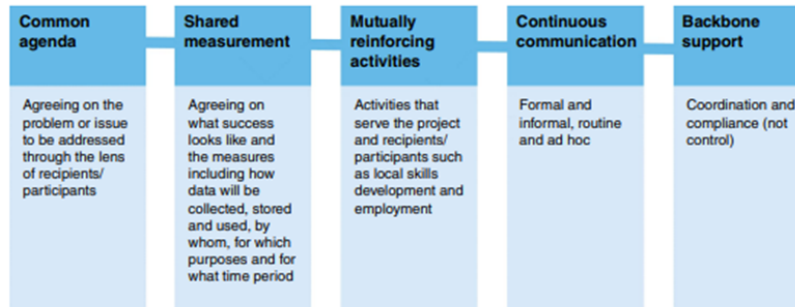 Common
agenda
Agreeing on the
problem or issue
to be addressed
through the lens
of recipients/
participants
Shared
measurement
Agreeing on
what success
looks like and
the measures
including how
data will be
collected, stored
and used, by
whom, for which
purposes and for
what time period
Mutually
reinforcing
activities
Activities that
serve the project
and recipients/
participants such
as local skills
development and
employment
Continuous
communication
Formal and
informal, routine
and ad hoc
Backbone
support
Coordination and
compliance (not
control)